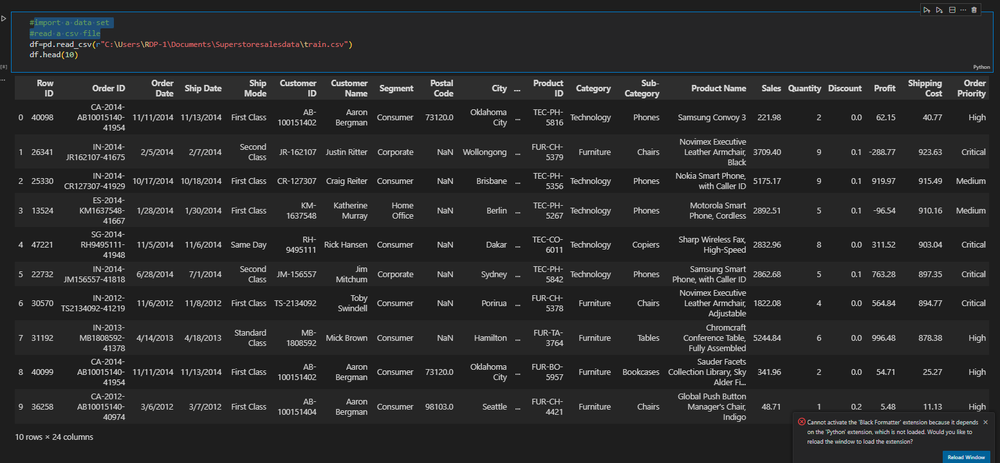 #import a data set
#read a csv file
df=pd.read_csv(r"C:\Users\RDP-1\Documents\Superstoresalesdata\train.csv")
df.head(10)
[8]
Python
...
Row ID Order ID Order Date Ship Date Ship Mode Customer ID Customer Name Segment Postal Code City ... Product ID Category Sub-Category Product Name Sales Quantity Discount Profit Shipping Cost Order Priority
0 40098 CA-2014-AB10015140-41954 11/11/2014 11/13/2014 First Class AB-100151402 Aaron Bergman Consumer 73120.0 Oklahoma City ... TEC-PH-5816 Technology Phones Samsung Convoy 3 221.98 2 0.0 62.15 40.77 High
1 26341 IN-2014-JR162107-41675 2/5/2014 2/7/2014 Second Class JR-162107 Justin Ritter Corporate NaN Wollongong ... FUR-CH-5379 Furniture Chairs Novimex Executive Leather Armchair, Black 3709.40 9 0.1 -288.77 923.63 Critical
2 25330 IN-2014-CR127307-41929 10/17/2014 10/18/2014 First Class CR-127307 Craig Reiter Consumer NaN Brisbane ... TEC-PH-5356 Technology Phones Nokia Smart Phone, with Caller ID 5175.17 9 0.1 919.97 915.49 Medium
3 13524 ES-2014-KM1637548-41667 1/28/2014 1/30/2014 First Class KM-1637548 Katherine Murray Home Office NaN Berlin ... TEC-PH-5267 Technology Phones Motorola Smart Phone, Cordless 2892.51 5 0.1 -96.54 910.16 Medium
4 47221 SG-2014-RH9495111-41948 11/5/2014 11/6/2014 Same Day RH-9495111 Rick Hansen Consumer NaN Dakar ... TEC-CO-6011 Technology Copiers Sharp Wireless Fax, High-Speed 2832.96 8 0.0 311.52 903.04 Critical
5 22732 IN-2014-JM156557-41818 6/28/2014 7/1/2014 Second Class JM-156557 Jim Mitchum Corporate NaN Sydney ... TEC-PH-5842 Technology Phones Samsung Smart Phone, with Caller ID 2862.68 5 0.1 763.28 897.35 Critical
6 30570 IN-2012-TS2134092-41219 11/6/2012 11/8/2012 First Class TS-2134092 Toby Swindell Consumer NaN Porirua ... FUR-CH-5378 Furniture Chairs Novimex Executive Leather Armchair, Adjustable 1822.08 4 0.0 564.84 894.77 Critical
7 31192 IN-2013-MB1808592-41378 4/14/2013 4/18/2013 Standard Class MB-1808592 Mick Brown Consumer NaN Hamilton ... FUR-TA-3764 Furniture Tables Chromcraft Conference Table, Fully Assembled 5244.84 6 0.0 996.48 878.38 High
8 40099 CA-2014-AB10015140-41954 11/11/2014 11/13/2014 First Class AB-100151402 Aaron Bergman Consumer 73120.0 Oklahoma City ... FUR-BO-5957 Furniture Bookcases Sauder Facets Collection Library, Sky Alder Fi... 341.96 2 0.0 54.71 25.27 High
9 36258 CA-2012-AB10015140-40974 3/6/2012 3/7/2012 First Class AB-100151404 Aaron Bergman Consumer 98103.0 Seattle ... FUR-CH-4421 Furniture Chairs Global Push Button Manager's Chair, Indigo 48.71 1 0.2 5.48 11.13 High
10 rows × 24 columns
Cannot activate the 'Black Formatter' extension because it depends
on the 'Python' extension, which is not loaded. Would you like to
reload the window to load the extension?
Reload Window